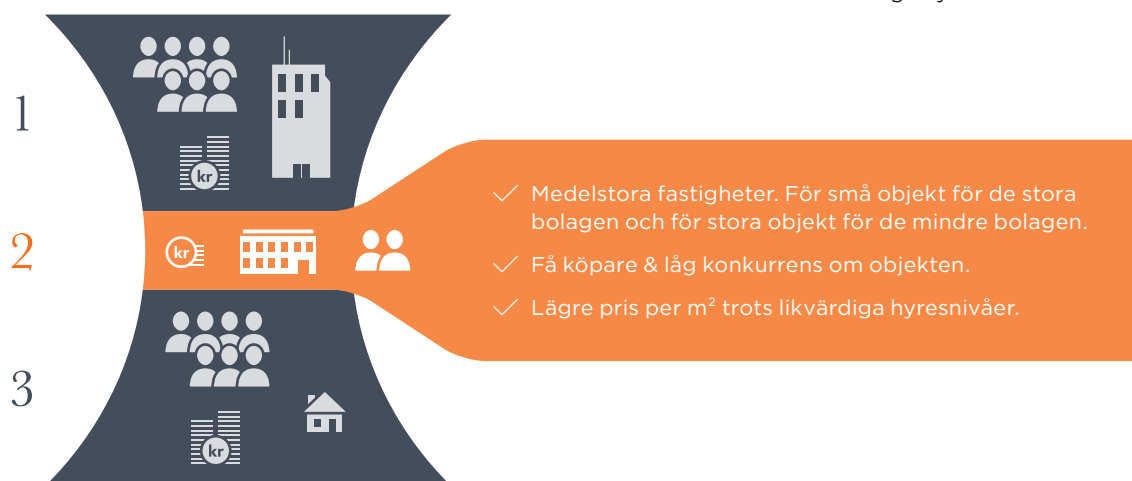 1
kr
2
kr
Medelstora fastigheter. För små objekt för de stora
bolagen och för stora objekt för de mindre bolagen.
Få köpare & låg konkurrens om objekten.
Lägre pris per m² trots likvärdiga hyresnivåer.
3
kr